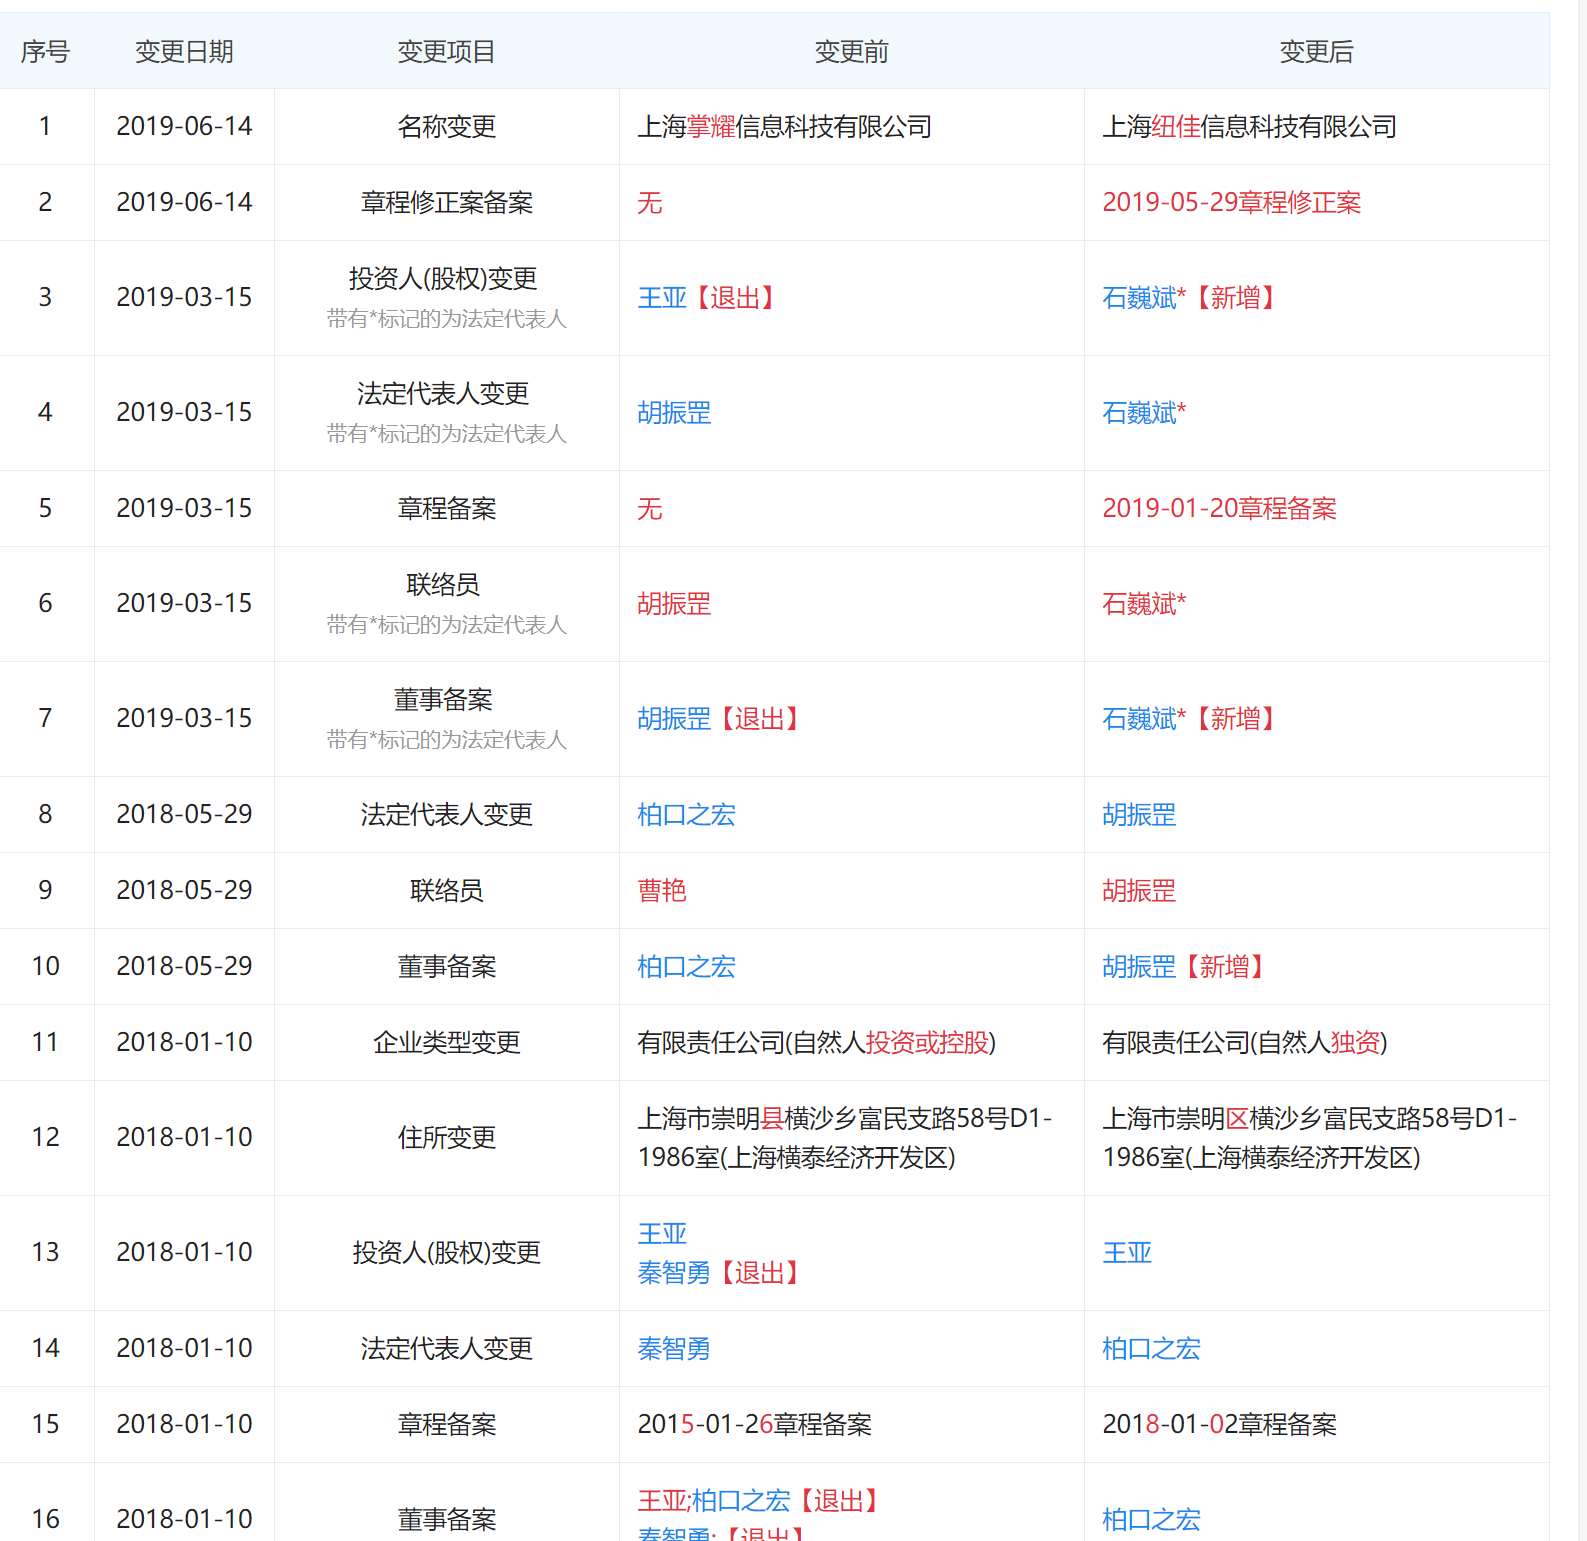 序号 变更日期 变更项目 变更前 变更后
1 2019-06-14 名称变更 上海掌耀信息科技有限公司 上海纽佳信息科技有限公司
2 2019-06-14 章程修正案备案 无 2019-05-29章程修正案
3 2019-03-15 投资人(股权)变更 王亚【退出】 石巍斌*【新增】
带有*标记的为法定代表人
4 2019-03-15 法定代表人变更 胡振罡 石巍斌*
带有*标记的为法定代表人
5 2019-03-15 章程备案 无 2019-01-20章程备案
6 2019-03-15 联络员 胡振罡 石巍斌*
带有*标记的为法定代表人
7 2019-03-15 董事备案 胡振罡【退出】 石巍斌*【新增】
带有*标记的为法定代表人
8 2018-05-29 法定代表人变更 柏口之宏 胡振罡
9 2018-05-29 联络员 曹艳 胡振罡
10 2018-05-29 董事备案 柏口之宏 胡振罡【新增】
11 2018-01-10 企业类型变更 有限责任公司(自然人投资或控股) 有限责任公司(自然人独资)
12 2018-01-10 住所变更 上海市崇明县横沙乡富民支路58号D1- 上海市崇明区横沙乡富民支路58号D1-
1986室(上海横泰经济开发区) 1986室(上海横泰经济开发区)
13 2018-01-10 投资人(股权)变更 王亚 王亚
秦智勇【退出】
14 2018-01-10 法定代表人变更 秦智勇 柏口之宏
15 2018-01-10 章程备案 2015-01-26章程备案 2018-01-02章程备案
16 2018-01-10 董事备案 王亚;柏口之宏【退出】 柏口之宏
秦智勇;【退出】